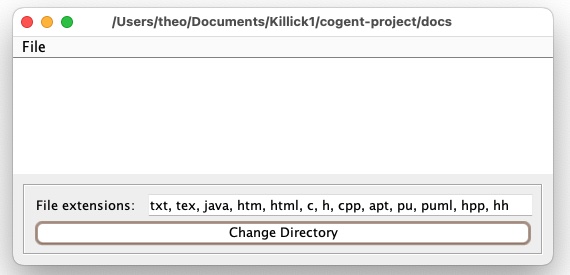 /Users/theo/Documents/Killick1/cogent-project/docs
File
File extensions: txt, tex, java, htm, html, c, h, cpp, apt, pu, puml, hpp, hh
Change Directory